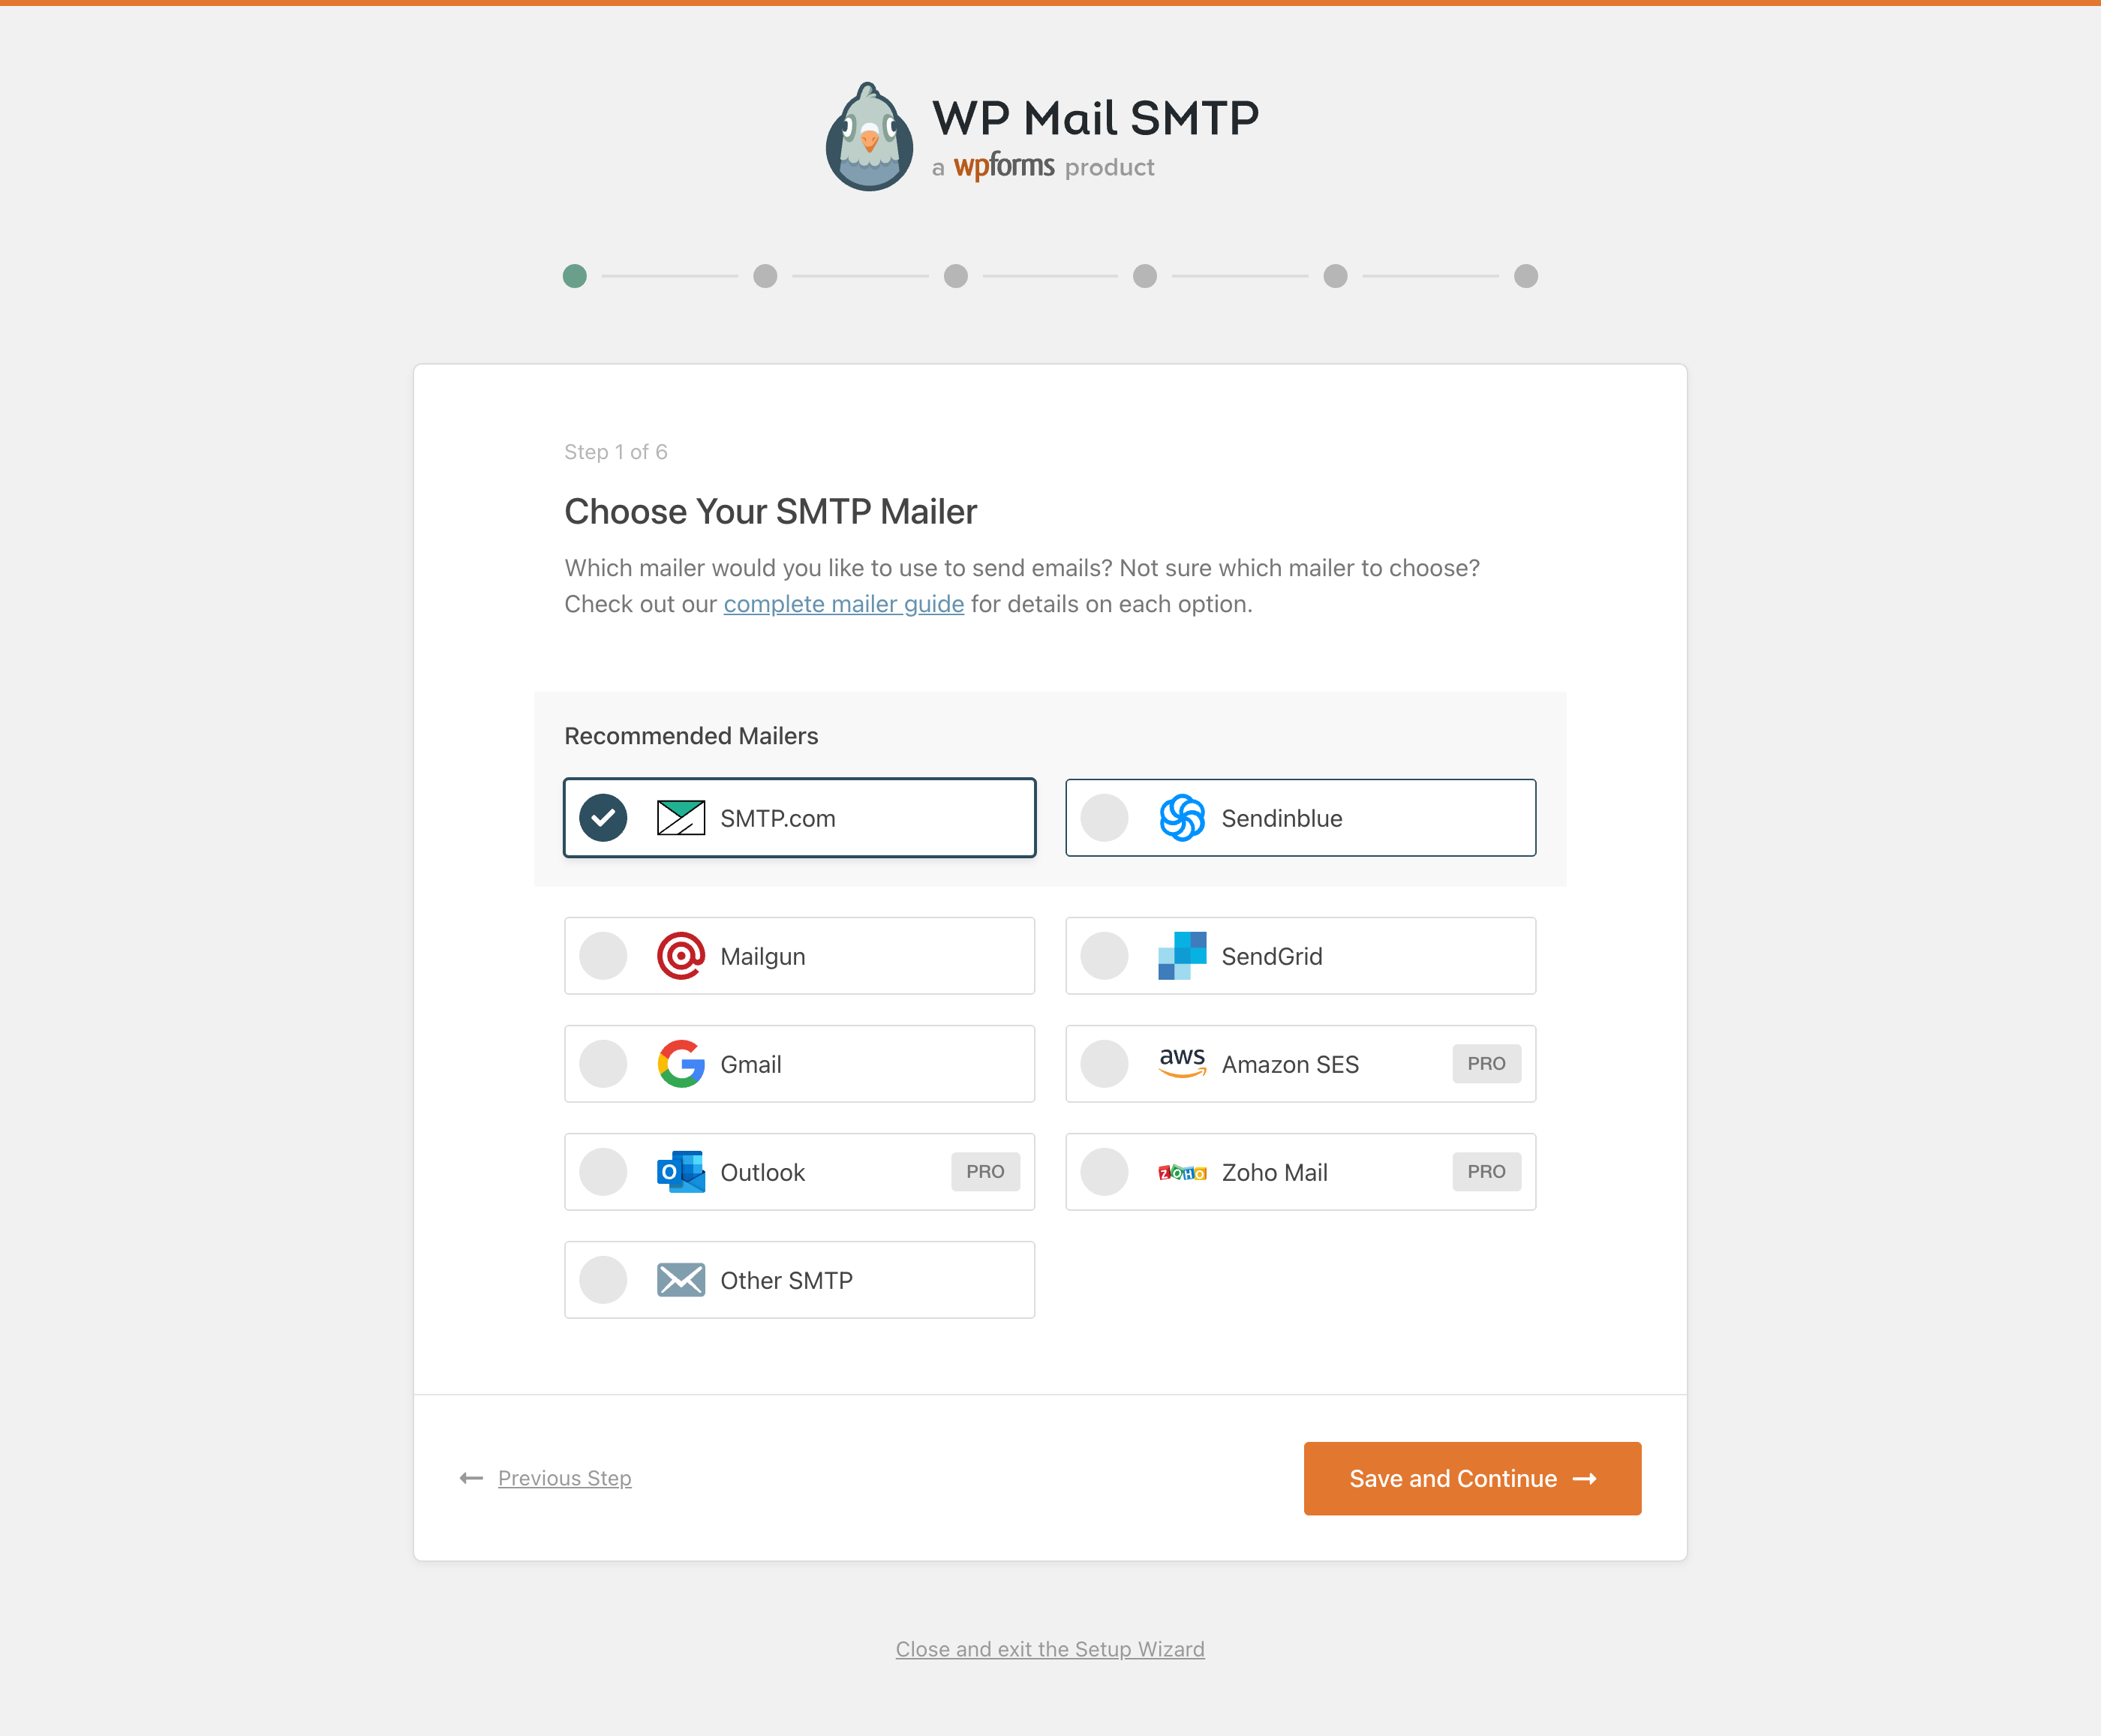 WP Mail SMTP
a wpforms product
Step 1 of 6
Choose Your SMTP Mailer
Which mailer would you like to use to send emails? Not sure which mailer to choose?
Check out our complete mailer guide for details on each option.
Recommended Mailers
SMTP.com
Sendinblue
Mailgun
SendGrid
Gmail
aws Amazon SES PRO
O Outlook PRO
ZOHO Zoho Mail PRO
Other SMTP
Previous Step
Save and Continue
Close and exit the Setup Wizard